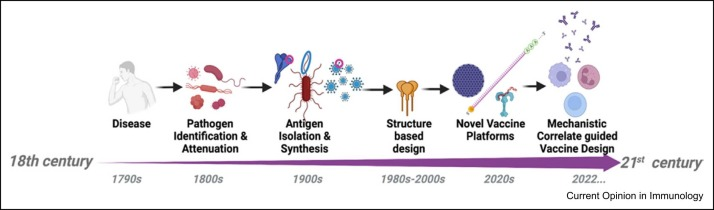 Disease
Pathogen
Identification &
Attenuation
Antigen
Isolation &
Synthesis
Structure
based
design
Novel Vaccine
Platforms
Mechanistic
Correlate guided
Vaccine Design
18th century
21st century
1790s
1800s
1900s
1980s-2000s
2020s
2022...
Current Opinion in Immunology